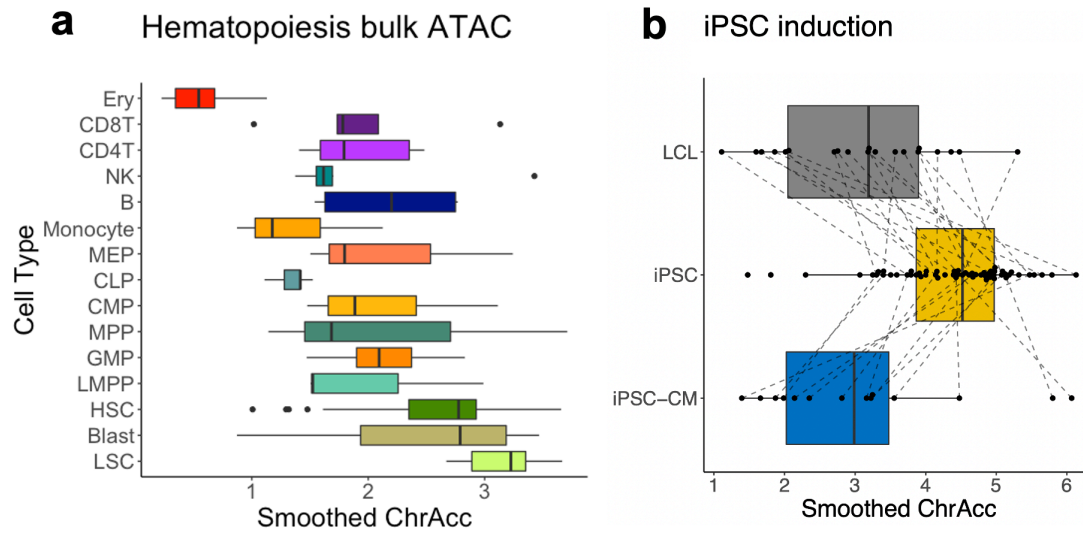 a Hematopoiesis bulk ATAC
Cell Type
Ery
CD8T
CD4T
NK
B
Monocyte
MEP
CLP
CMP
MPP
GMP
LMPP
HSC
Blast
LSC
1 2 3
Smoothed ChrAcc
b iPSC induction
LCL
iPSC
iPSC−CM
1 2 3 4 5 6
Smoothed ChrAcc